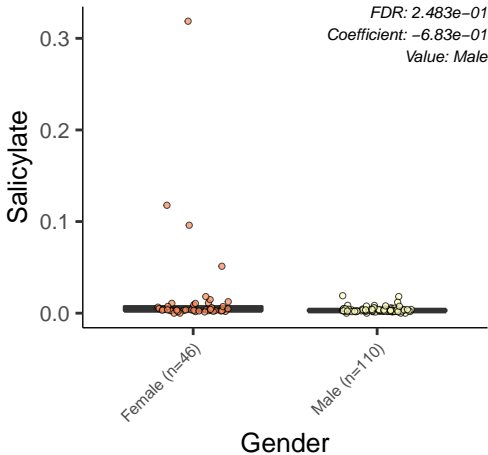 FDR: 2.483e−01
Coefficient: −6.83e−01
Value: Male
Salicylate
0.3
0.2
0.1
0.0
Female (n=46)
Male (n=110)
Gender